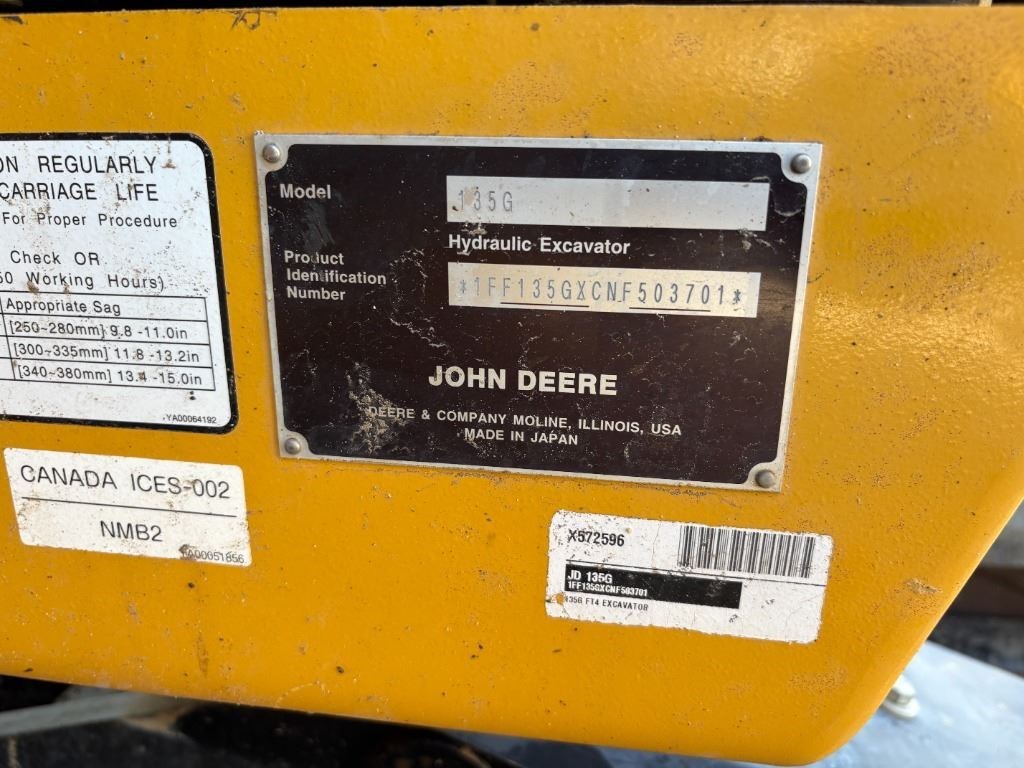 ON REGULARLY
CARRIAGE LIFE
For Proper Procedure
Check OR
50 Working Hours)
Appropriate Sag
[250~280mm] 9.8 -11.0in
[300~335mm] 11.8 -13.2in
[340~380mm] 13.4 -15.0in
YA00064192
CANADA ICES-002
NMB2
YA00051856
Model
135G
Hydraulic Excavator
Product
Identification
Number
*1FF135GXCNF503701*
JOHN DEERE
DEERE & COMPANY MOLINE, ILLINOIS, USA
MADE IN JAPAN
X572596
JD 135G
1FF135GXCNF503701
135G FT4 EXCAVATOR